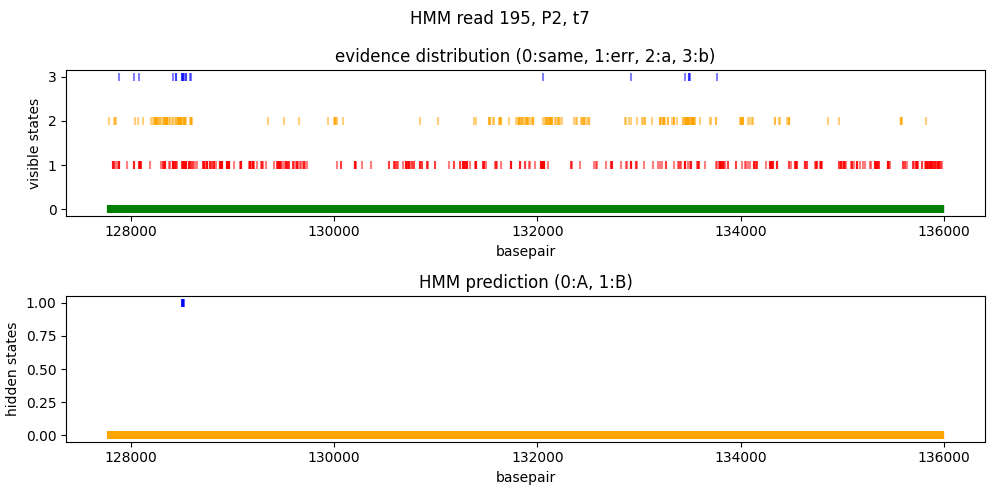 HMM read 195, P2, t7
evidence distribution (0:same, 1:err, 2:a, 3:b)
visible states
3
2
1
0
128000 130000 132000 134000 136000
basepair
HMM prediction (0:A, 1:B)
hidden states
1.00
0.75
0.50
0.25
0.00
128000 130000 132000 134000 136000
basepair